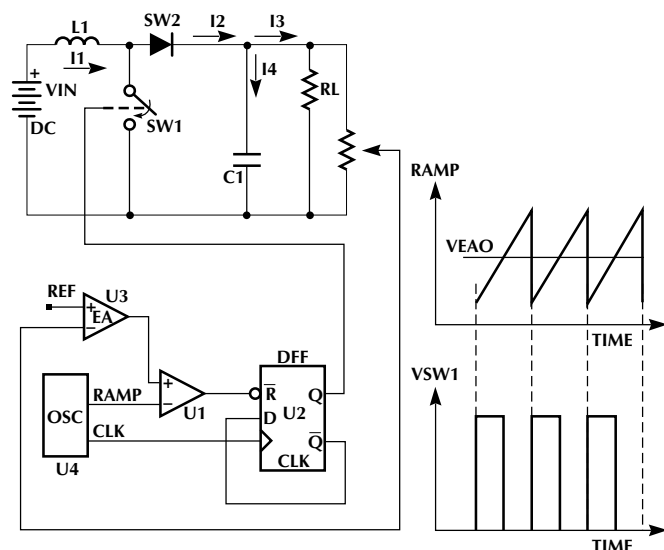 L1
SW2
I2
I3
I1
I4
+
VIN
DC
SW1
RL
C1
RAMP
VEAO
TIME
REF
U3
+
EA
−
DFF
+
−
U1
R
Q
D
U2
Q
CLK
OSC
RAMP
CLK
U4
VSW1
TIME